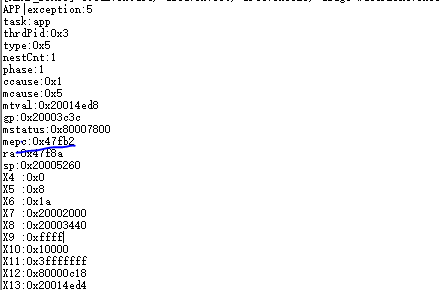 APP|exception:5
task:app
thrdPid:0x3
type:0x5
nestCnt:1
phase:1
ccause:0x1
mcause:0x5
mtval:0x20014ed8
gp:0x20003c3c
mstatus:0x80007800
mepc:0x47fb2
ra:0x47f8a
sp:0x20005260
X4 :0x0
X5 :0x8
X6 :0x1a
X7 :0x20002000
X8 :0x20003440
X9 :0xffff
X10:0x10000
X11:0x3fffffff
X12:0x80000c18
X13:0x20014ed4